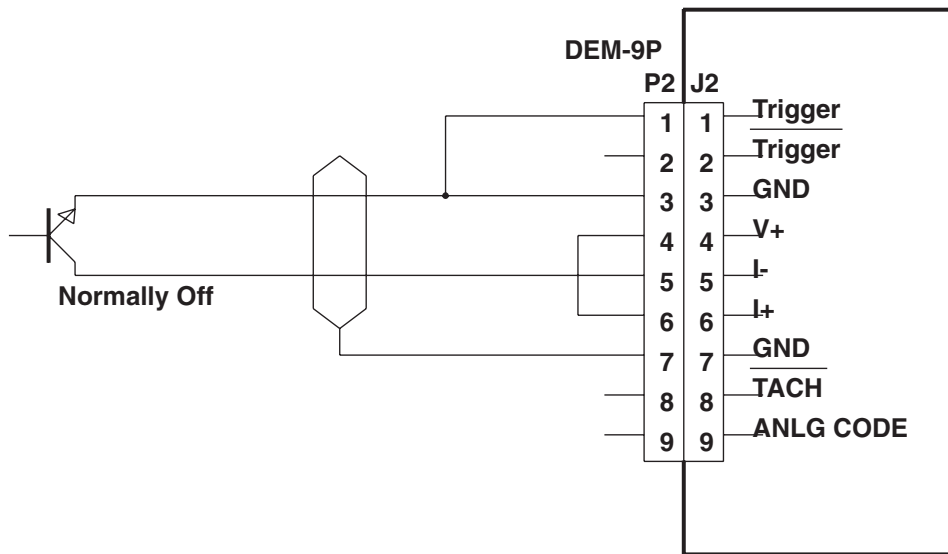 DEM-9P
P2 J2
1 1 Trigger
2 2 Trigger
3 3 GND
4 4 V+
5 5 I-
6 6 I+
7 7 GND
8 8 TACH
9 9 ANLG CODE
Normally Off